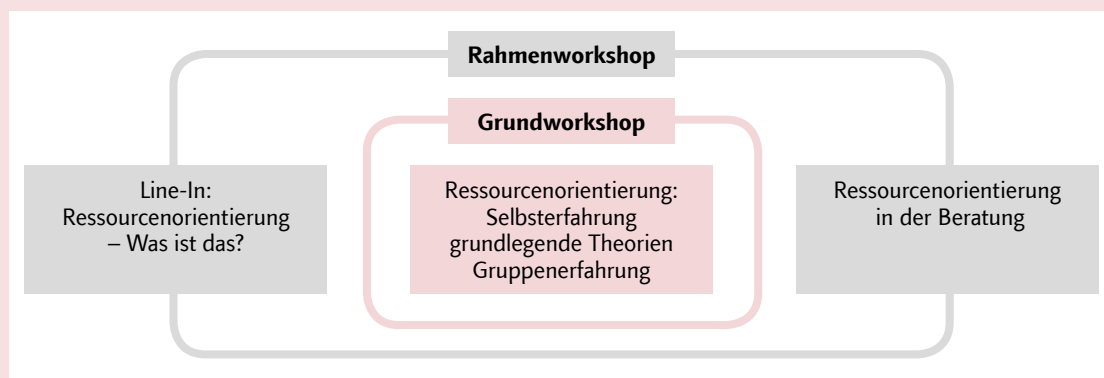 Rahmenworkshop
Grundworkshop
Line-In:
Ressourcenorientierung
– Was ist das?
Ressourcenorientierung:
Selbsterfahrung
grundlegende Theorien
Gruppenerfahrung
Ressourcenorientierung
in der Beratung